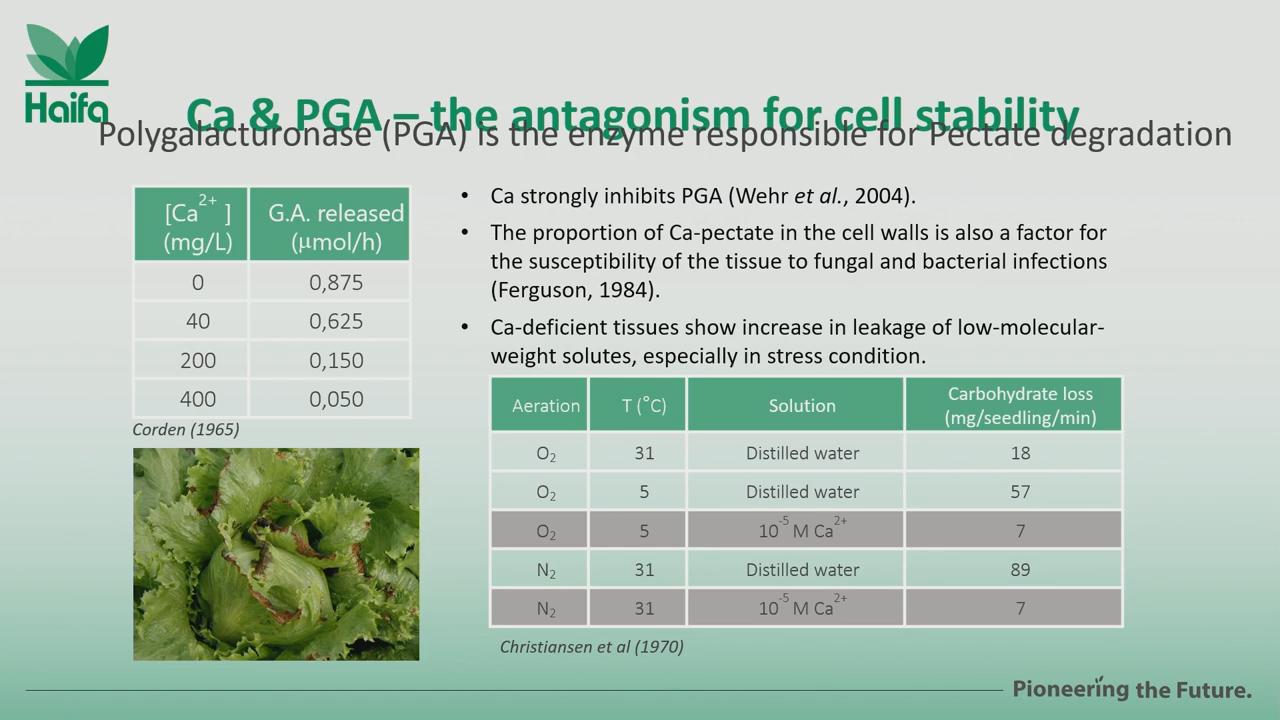 Haifa
Ca & PGA – the antagonism for cell stability
Polygalacturonase (PGA) is the enzyme responsible for Pectate degradation
[Ca²⁺] (mg/L) G.A. released (µmol/h)
0 0,875
40 0,625
200 0,150
400 0,050
Corden (1965)
• Ca strongly inhibits PGA (Wehr et al., 2004).
• The proportion of Ca-pectate in the cell walls is also a factor for
the susceptibility of the tissue to fungal and bacterial infections
(Ferguson, 1984).
• Ca-deficient tissues show increase in leakage of low-molecular-
weight solutes, especially in stress condition.
Aeration T (˚C) Solution Carbohydrate loss (mg/seedling/min)
O₂ 31 Distilled water 18
O₂ 5 Distilled water 57
O₂ 5 10⁻⁵ M Ca²⁺ 7
N₂ 31 Distilled water 89
N₂ 31 10⁻⁵ M Ca²⁺ 7
Christiansen et al (1970)
Pioneering the Future.